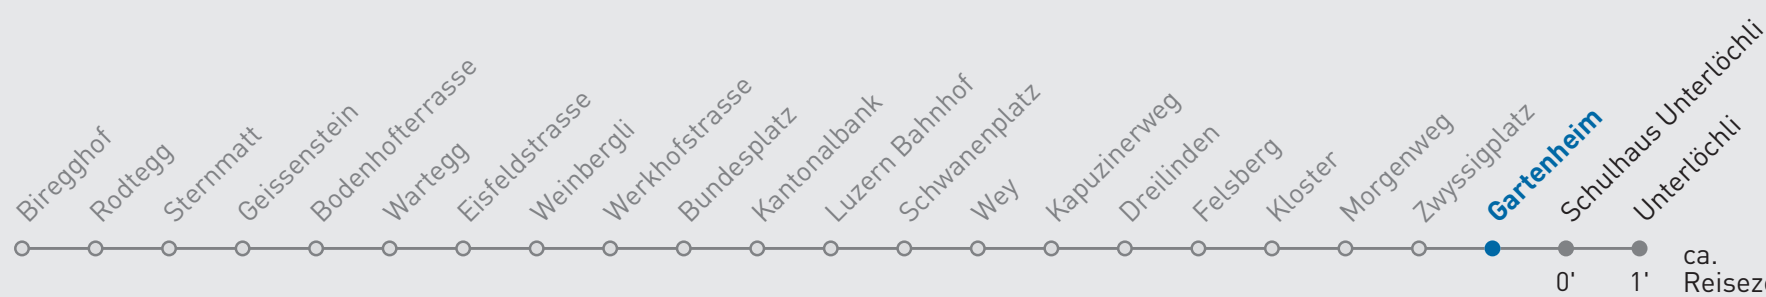 Biregghof
Rodtegg
Sternmatt
Geissenstein
Bodenhofterrasse
Wartegg
Eisfeldstrasse
Weinbergli
Werkhofstrasse
Bundesplatz
Kantonalbank
Luzern Bahnhof
Schwanenplatz
Wey
Kapuzinerweg
Dreilinden
Felsberg
Kloster
Morgenweg
Zwyssigplatz
Gartenheim
Schulhaus Unterlöchli
Unterlöchli
0' 1'
ca.